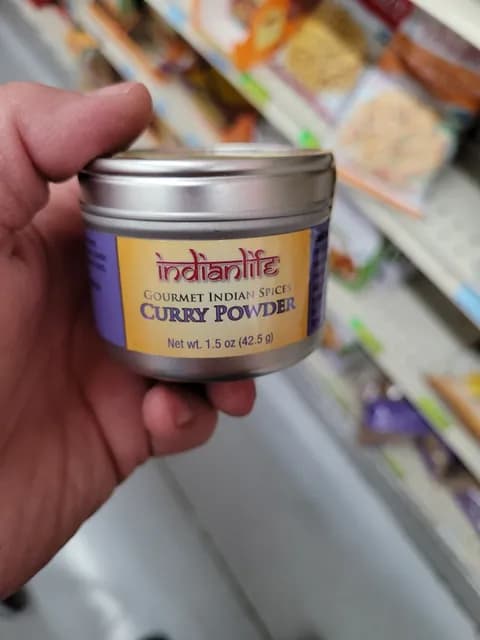 indianlife
GOURMET INDIAN SPICES
CURRY POWDER
Net wt. 1.5 oz (42.5 g)